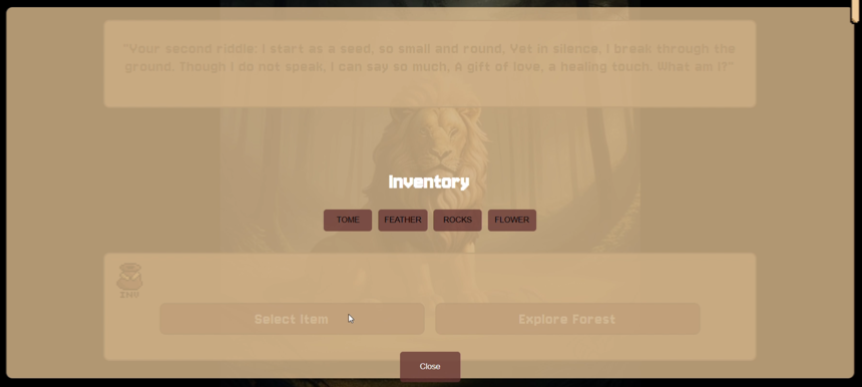 "Your second riddle: I start as a seed, so small and round, Yet in silence, I break through the
ground. Though I do not speak, I can say so much, A gift of love, a healing touch. What am I?"
Inventory
TOME FEATHER ROCKS FLOWER
Select Item Explore Forest
Close